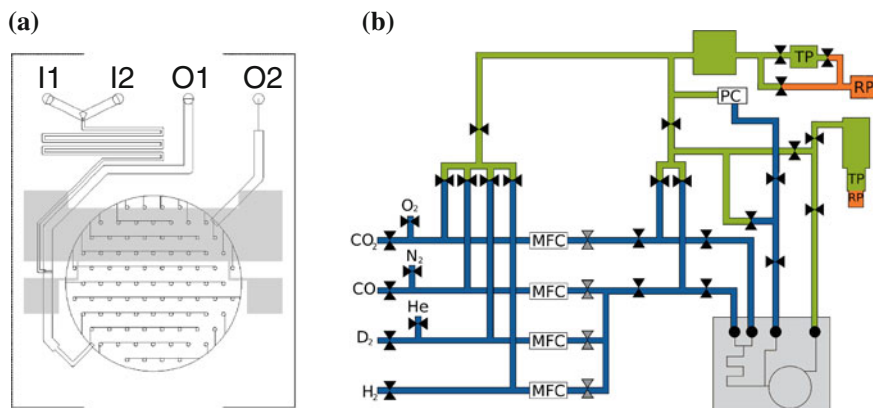 (a)
I1 I2 O1 O2
(b)
TP
RP
PC
TP
RP
O₂
CO₂ MFC
N₂
CO MFC
He
D₂ MFC
H₂ MFC